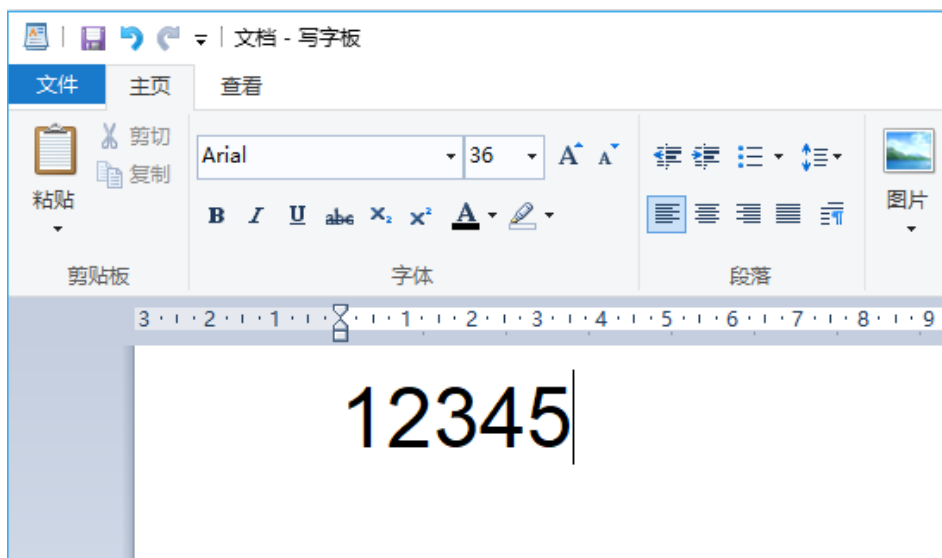 文档 - 写字板
文件 主页 查看
粘贴 剪切 复制
Arial 36
A A
B I U abc X₂ X² A
图片
剪贴板 字体 段落
3 2 1 1 2 3 4 5 6 7 8 9
12345